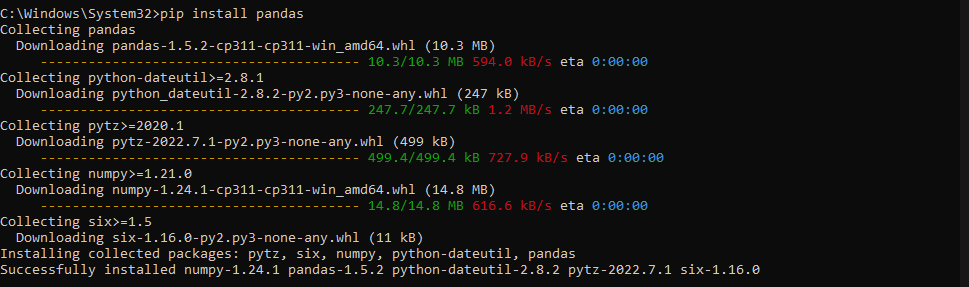 C:\Windows\System32>pip install pandas
Collecting pandas
  Downloading pandas-1.5.2-cp311-cp311-win_amd64.whl (10.3 MB)
     ---------------------------------------- 10.3/10.3 MB 594.0 kB/s eta 0:00:00
Collecting python-dateutil>=2.8.1
  Downloading python_dateutil-2.8.2-py2.py3-none-any.whl (247 kB)
     ---------------------------------------- 247.7/247.7 kB 1.2 MB/s eta 0:00:00
Collecting pytz>=2020.1
  Downloading pytz-2022.7.1-py2.py3-none-any.whl (499 kB)
     ---------------------------------------- 499.4/499.4 kB 727.9 kB/s eta 0:00:00
Collecting numpy>=1.21.0
  Downloading numpy-1.24.1-cp311-cp311-win_amd64.whl (14.8 MB)
     ---------------------------------------- 14.8/14.8 MB 616.6 kB/s eta 0:00:00
Collecting six>=1.5
  Downloading six-1.16.0-py2.py3-none-any.whl (11 kB)
Installing collected packages: pytz, six, numpy, python-dateutil, pandas
Successfully installed numpy-1.24.1 pandas-1.5.2 python-dateutil-2.8.2 pytz-2022.7.1 six-1.16.0